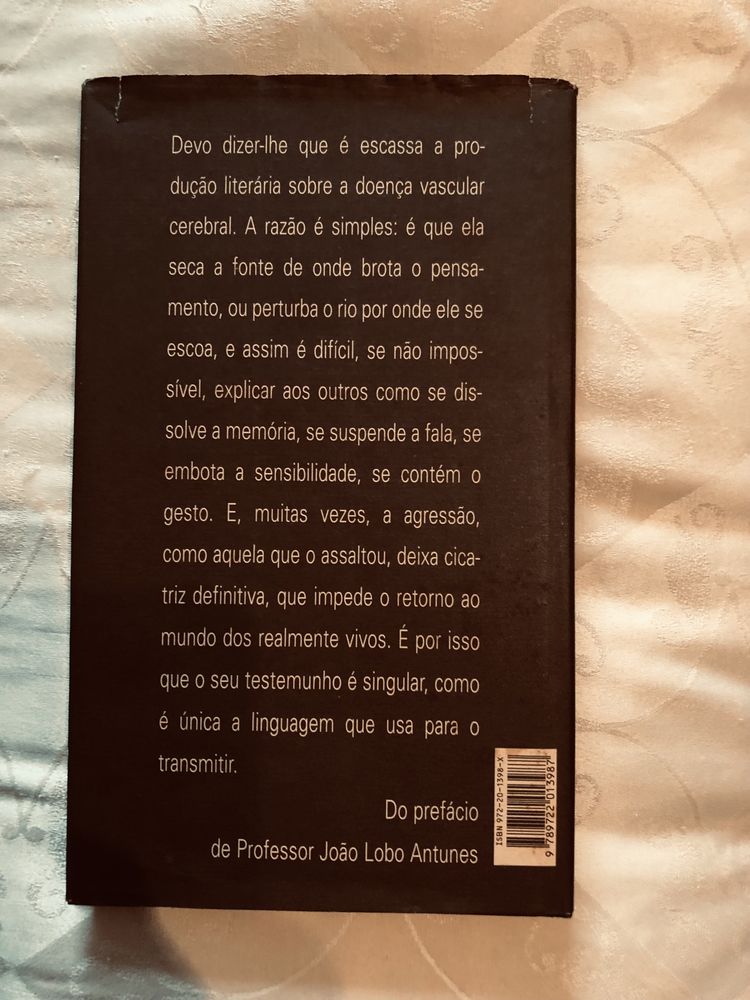 Devo dizer-lhe que é escassa a pro-
dução literária sobre a doença vascular
cerebral. A razão é simples: é que ela
seca a fonte de onde brota o pensa-
mento, ou perturba o rio por onde ele se
escoa, e assim é difícil, se não impos-
sível, explicar aos outros como se dis-
solve a memória, se suspende a fala, se
embota a sensibilidade, se contém o
gesto. E, muitas vezes, a agressão,
como aquela que o assaltou, deixa cica-
triz definitiva, que impede o retorno ao
mundo dos realmente vivos. É por isso
que o seu testemunho é singular, como
é única a linguagem que usa para o
transmitir.
Do prefácio
de Professor João Lobo Antunes
ISBN 972-20-1398-X
9 789722 013987